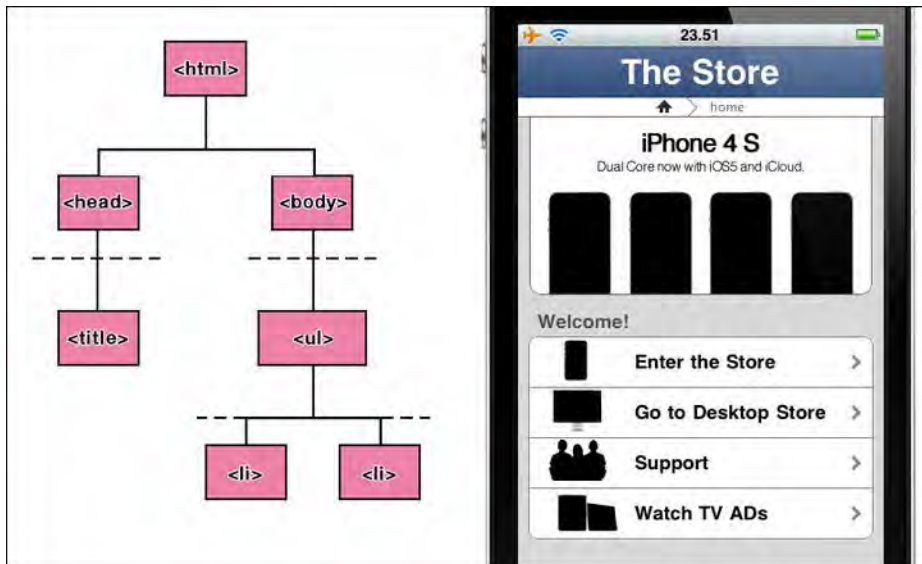 <html>
<head>
<body>
<title>
<ul>
<li>
<li>
23.51
The Store
home
iPhone 4 S
Dual Core now with iOS5 and iCloud.
Welcome!
Enter the Store
Go to Desktop Store
Support
Watch TV ADs